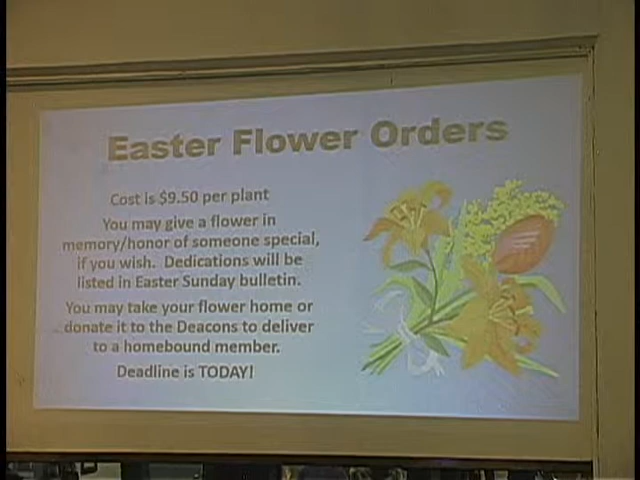 Easter Flower Orders
Cost is $9.50 per plant
You may give a flower in
memory/honor of someone special,
if you wish. Dedications will be
listed in Easter Sunday bulletin.
You may take your flower home or
donate it to the Deacons to deliver
to a homebound member.
Deadline is TODAY!